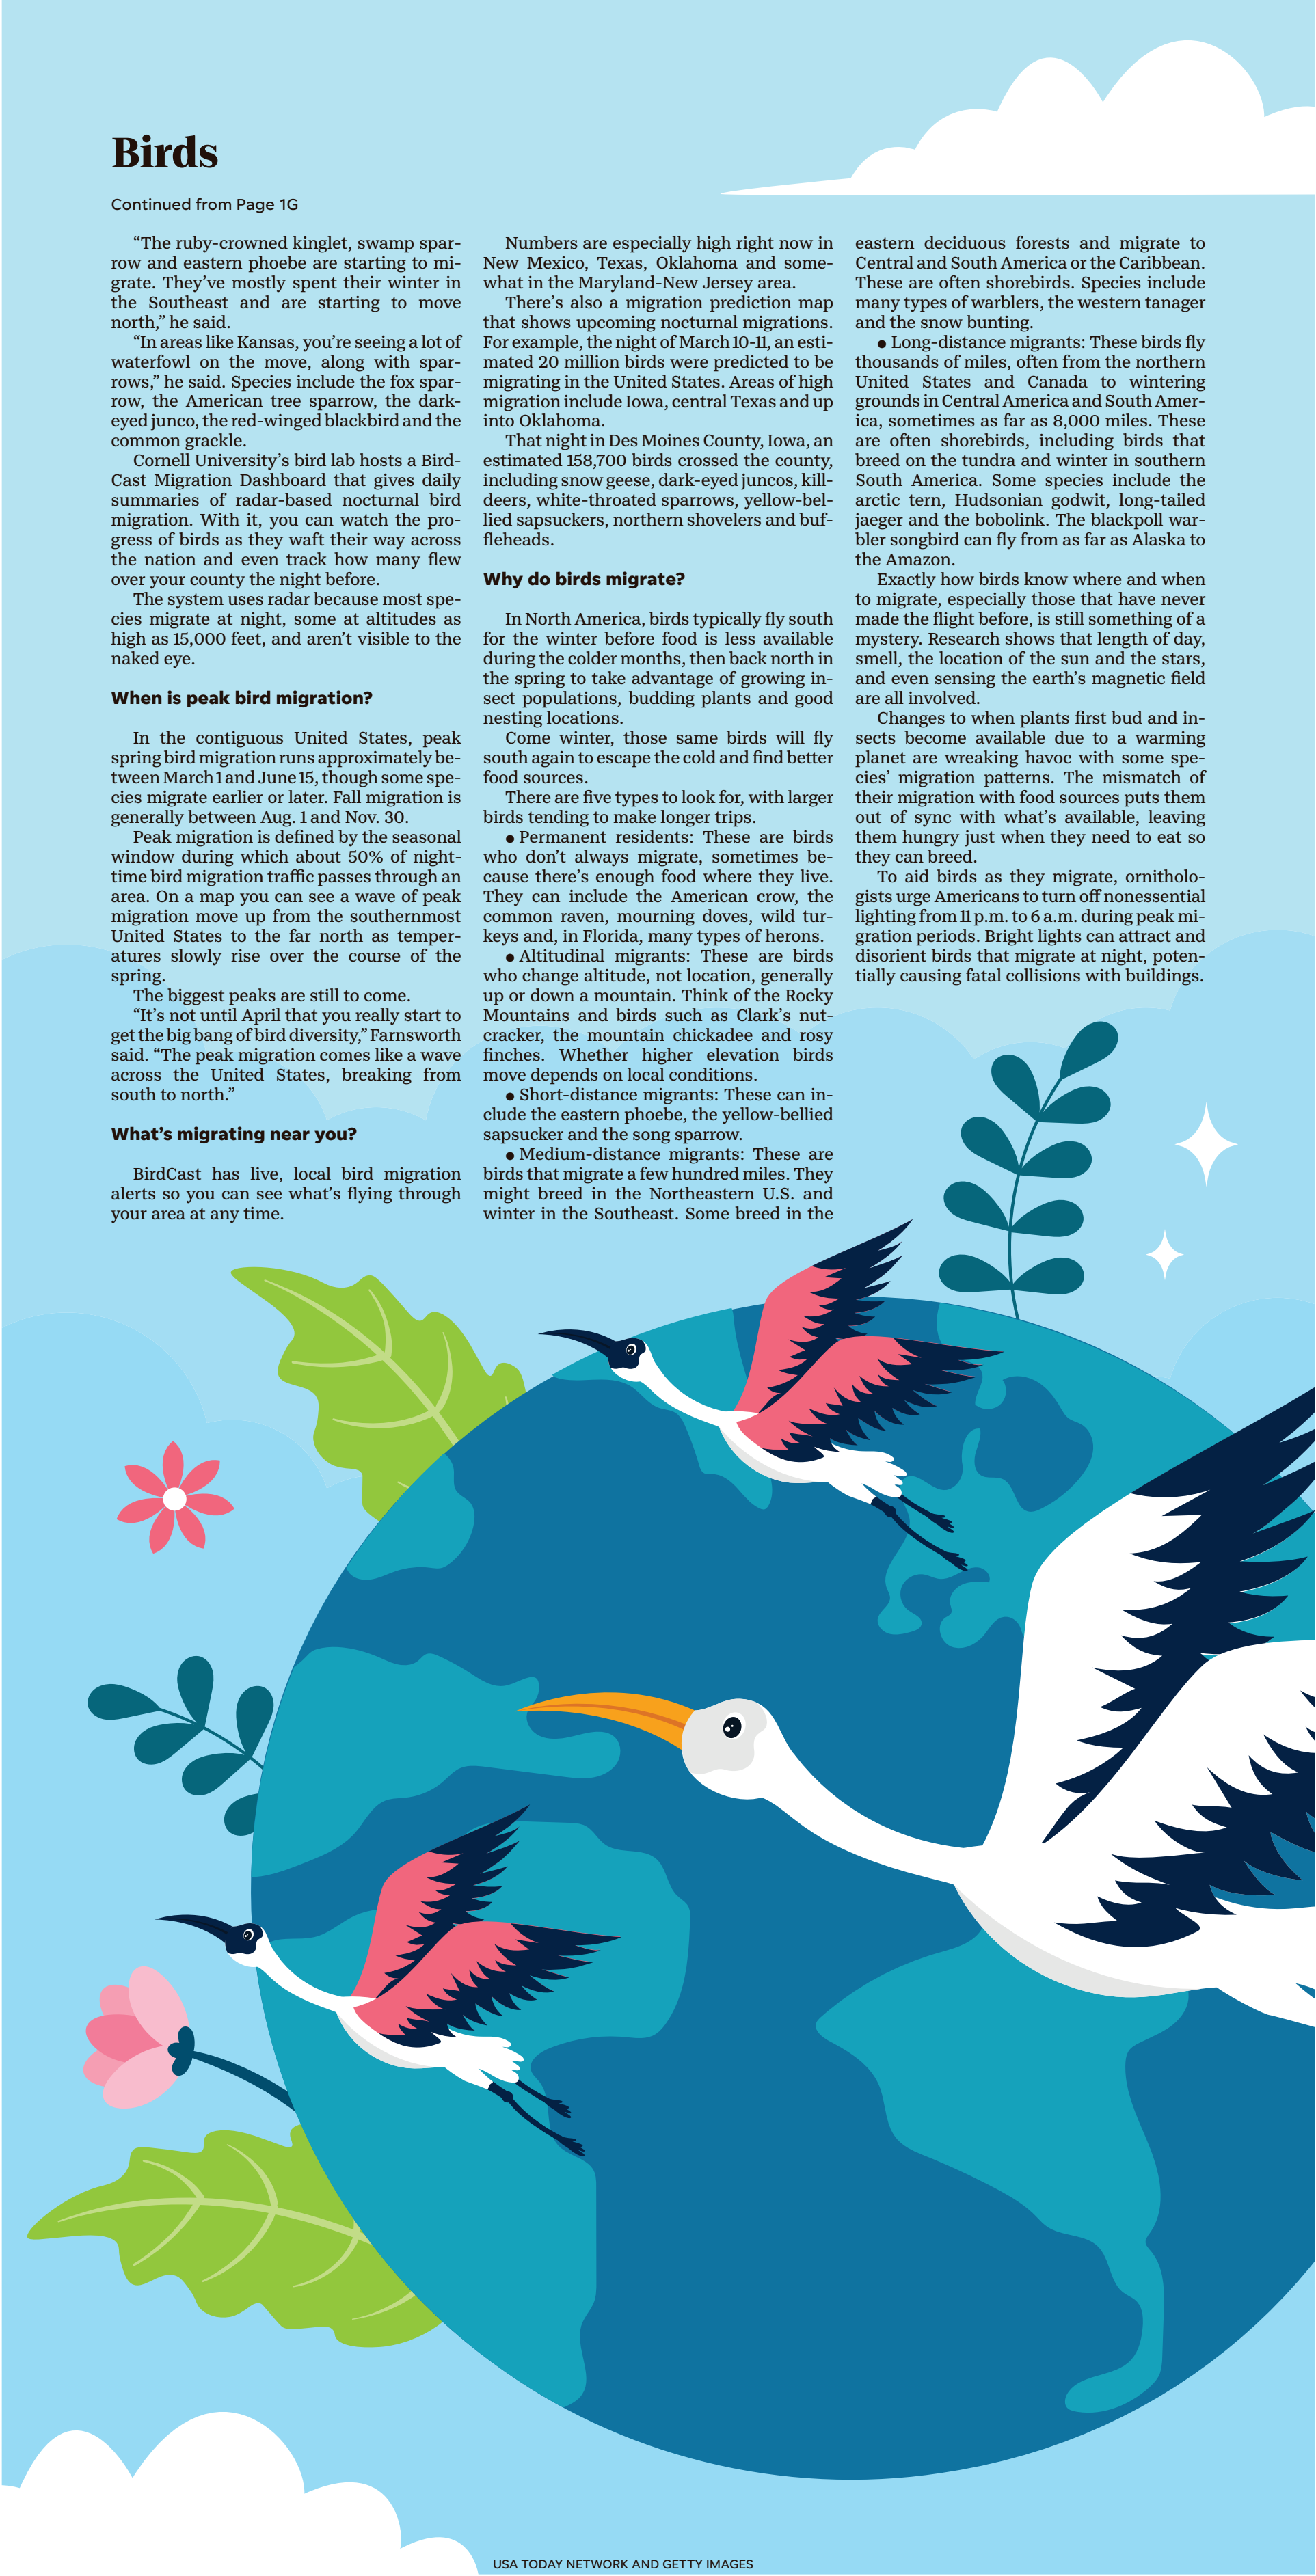 Birds
Continued from Page 1G
“The ruby-crowned kinglet, swamp spar-
row and eastern phoebe are starting to mi-
grate. They’ve mostly spent their winter in
the Southeast and are starting to move
north,” he said.
“In areas like Kansas, you’re seeing a lot of
waterfowl on the move, along with spar-
rows,” he said. Species include the fox spar-
row, the American tree sparrow, the dark-
eyed junco, the red-winged blackbird and the
common grackle.
Cornell University’s bird lab hosts a Bird-
Cast Migration Dashboard that gives daily
summaries of radar-based nocturnal bird
migration. With it, you can watch the pro-
gress of birds as they waft their way across
the nation and even track how many flew
over your county the night before.
The system uses radar because most spe-
cies migrate at night, some at altitudes as
high as 15,000 feet, and aren’t visible to the
naked eye.
When is peak bird migration?
In the contiguous United States, peak
spring bird migration runs approximately be-
tween March 1 and June 15, though some spe-
cies migrate earlier or later. Fall migration is
generally between Aug. 1 and Nov. 30.
Peak migration is defined by the seasonal
window during which about 50% of night-
time bird migration traffic passes through an
area. On a map you can see a wave of peak
migration move up from the southernmost
United States to the far north as temper-
atures slowly rise over the course of the
spring.
The biggest peaks are still to come.
“It’s not until April that you really start to
get the big bang of bird diversity,” Farnsworth
said. “The peak migration comes like a wave
across the United States, breaking from
south to north.”
What’s migrating near you?
BirdCast has live, local bird migration
alerts so you can see what’s flying through
your area at any time.
Numbers are especially high right now in
New Mexico, Texas, Oklahoma and some-
what in the Maryland-New Jersey area.
There’s also a migration prediction map
that shows upcoming nocturnal migrations.
For example, the night of March 10-11, an esti-
mated 20 million birds were predicted to be
migrating in the United States. Areas of high
migration include Iowa, central Texas and up
into Oklahoma.
That night in Des Moines County, Iowa, an
estimated 158,700 birds crossed the county,
including snow geese, dark-eyed juncos, kill-
deers, white-throated sparrows, yellow-bel-
lied sapsuckers, northern shovelers and buf-
fleheads.
Why do birds migrate?
In North America, birds typically fly south
for the winter before food is less available
during the colder months, then back north in
the spring to take advantage of growing in-
sect populations, budding plants and good
nesting locations.
Come winter, those same birds will fly
south again to escape the cold and find better
food sources.
There are five types to look for, with larger
birds tending to make longer trips.
● Permanent residents: These are birds
who don’t always migrate, sometimes be-
cause there’s enough food where they live.
They can include the American crow, the
common raven, mourning doves, wild tur-
keys and, in Florida, many types of herons.
● Altitudinal migrants: These are birds
who change altitude, not location, generally
up or down a mountain. Think of the Rocky
Mountains and birds such as Clark’s nut-
cracker, the mountain chickadee and rosy
finches. Whether higher elevation birds
move depends on local conditions.
● Short-distance migrants: These can in-
clude the eastern phoebe, the yellow-bellied
sapsucker and the song sparrow.
● Medium-distance migrants: These are
birds that migrate a few hundred miles. They
might breed in the Northeastern U.S. and
winter in the Southeast. Some breed in the
eastern deciduous forests and migrate to
Central and South America or the Caribbean.
These are often shorebirds. Species include
many types of warblers, the western tanager
and the snow bunting.
● Long-distance migrants: These birds fly
thousands of miles, often from the northern
United States and Canada to wintering
grounds in Central America and South Amer-
ica, sometimes as far as 8,000 miles. These
are often shorebirds, including birds that
breed on the tundra and winter in southern
South America. Some species include the
arctic tern, Hudsonian godwit, long-tailed
jaeger and the bobolink. The blackpoll war-
bler songbird can fly from as far as Alaska to
the Amazon.
Exactly how birds know where and when
to migrate, especially those that have never
made the flight before, is still something of a
mystery. Research shows that length of day,
smell, the location of the sun and the stars,
and even sensing the earth’s magnetic field
are all involved.
Changes to when plants first bud and in-
sects become available due to a warming
planet are wreaking havoc with some spe-
cies’ migration patterns. The mismatch of
their migration with food sources puts them
out of sync with what’s available, leaving
them hungry just when they need to eat so
they can breed.
To aid birds as they migrate, ornitholo-
gists urge Americans to turn off nonessential
lighting from 11 p.m. to 6 a.m. during peak mi-
gration periods. Bright lights can attract and
disorient birds that migrate at night, poten-
tially causing fatal collisions with buildings.
USA TODAY NETWORK AND GETTY IMAGES